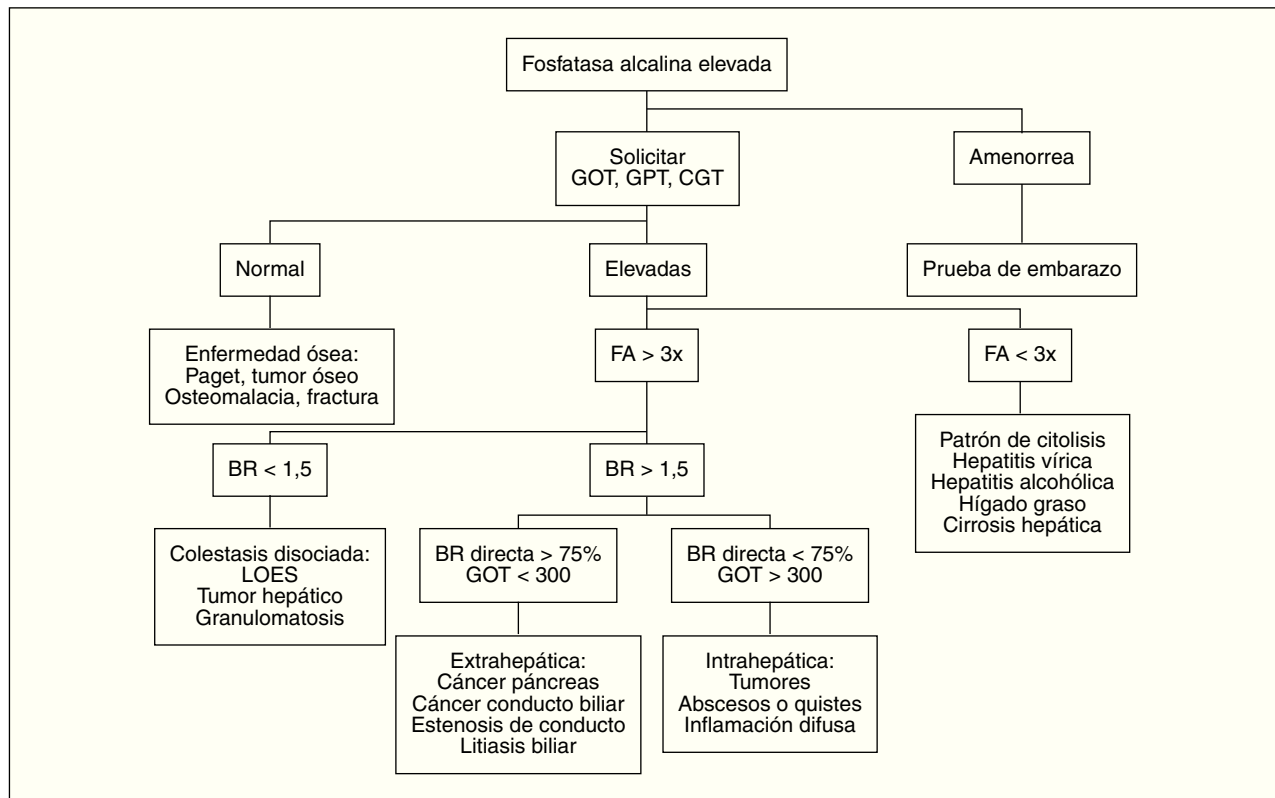 Fosfatasa alcalina elevada
Solicitar
GOT, GPT, CGT
Amenorrea
Normal
Elevadas
Prueba de embarazo
Enfermedad ósea:
Paget, tumor óseo
Osteomalacia, fractura
FA > 3x
FA < 3x
BR < 1,5
BR > 1,5
Patrón de citolisis
Hepatitis vírica
Hepatitis alcohólica
Hígado graso
Cirrosis hepática
Colestasis disociada:
LOES
Tumor hepático
Granulomatosis
BR directa > 75%
GOT < 300
BR directa < 75%
GOT > 300
Extrahepática:
Cáncer páncreas
Cáncer conducto biliar
Estenosis de conducto
Litiasis biliar
Intrahepática:
Tumores
Abscesos o quistes
Inflamación difusa